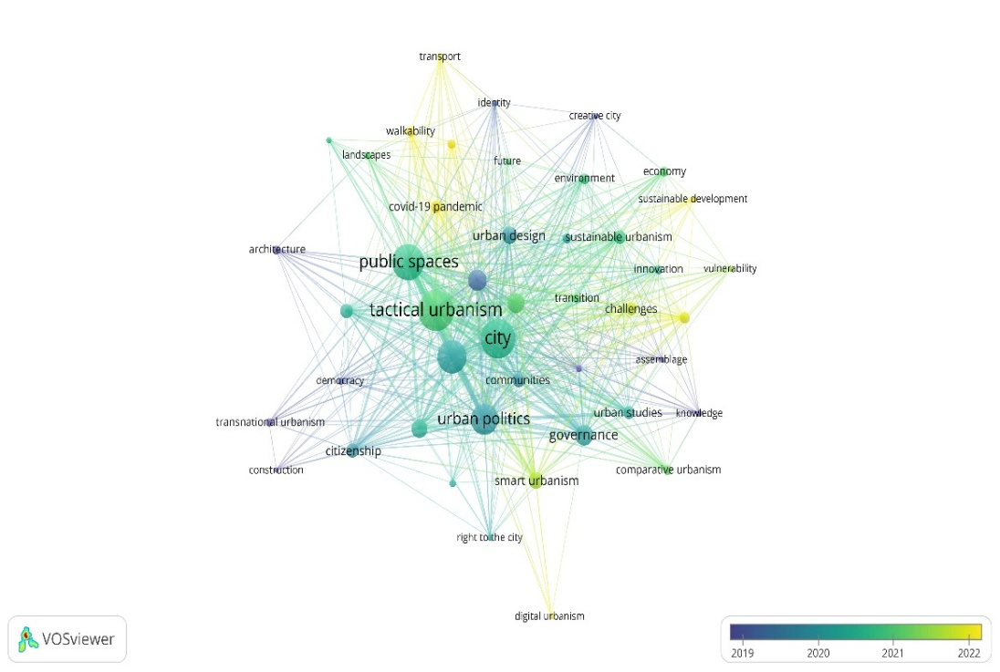 transport
identity
creative city
walkability
landscapes
future
economy
environment
sustainable development
covid-19 pandemic
urban design
sustainable urbanism
architecture
public spaces
innovation
vulnerability
transition
tactical urbanism
challenges
city
assemblage
democracy
communities
urban studies
knowledge
transnational urbanism
urban politics
governance
citizenship
construction
comparative urbanism
smart urbanism
right to the city
digital urbanism
VOSviewer
2019 2020 2021 2022